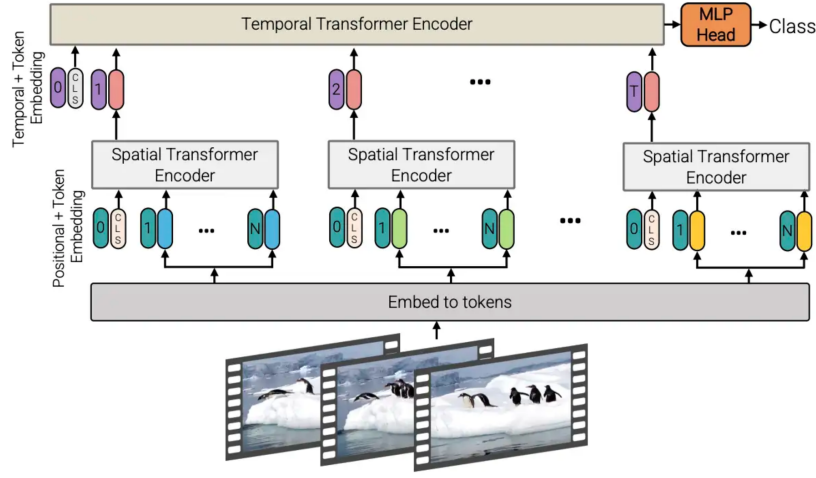 Temporal Transformer Encoder
MLP
Head
Class
Temporal + Token
Embedding
0
CLS
1
2
...
T
Spatial Transformer
Encoder
Spatial Transformer
Encoder
Spatial Transformer
Encoder
Positional + Token
Embedding
0
CLS
1
...
N
0
CLS
1
...
N
...
0
CLS
1
...
N
Embed to tokens